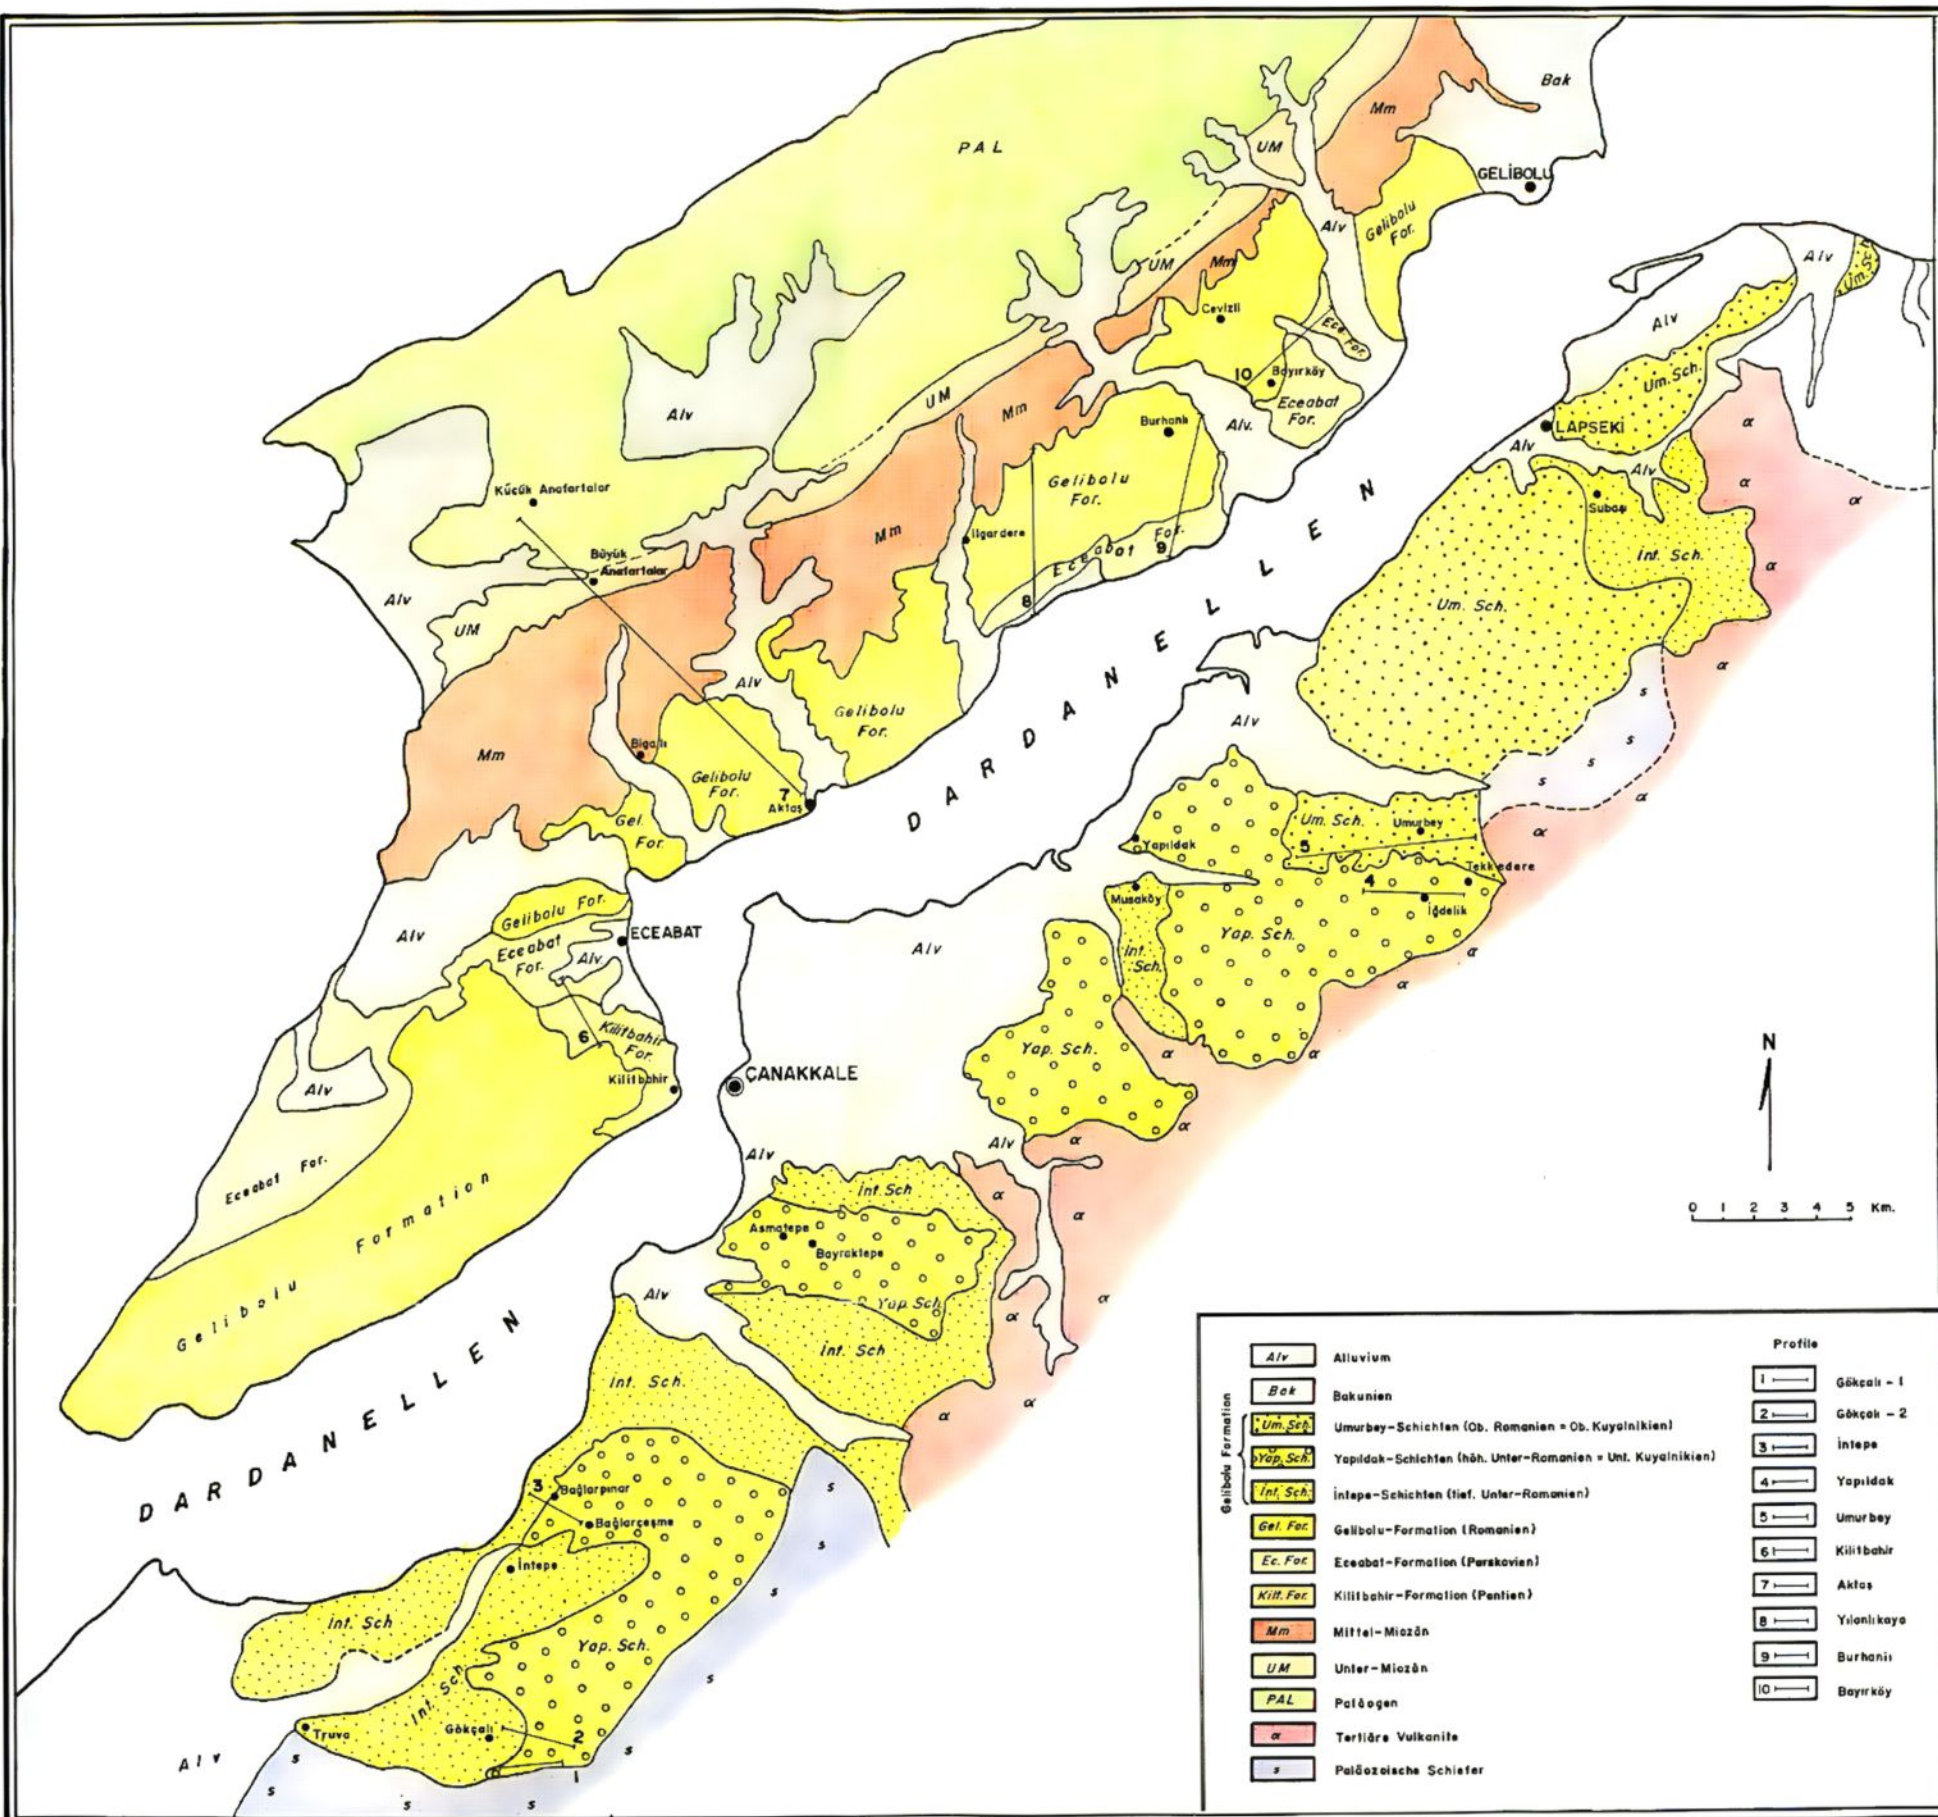 Bak
Mm
PAL
UM
GELİBOLU
Alv
Gelibolu
For.
Alv
Um. Sch.
UM
Mm
Cevizli
Ece.
For.
Alv
Um. Sch.
α
10
Bayırköy
Eceabat
For.
UM
Mm
Alv
Burhanlı
Alv.
LAPSEKİ
Alv
Alv
α
α
Gelibolu
For.
Küçük Anafartalar
Subaşı
Mm
Ilgardere
Eceabat For.
9
8
İnt. Sch.
α
Büyük
Anafartalar
Alv
UM
Um. Sch.
α
s
Alv
Gelibolu
For.
Alv
s
s
s
α
Mm
Bigalı
Gelibolu
For.
7
Aktaş
DARDANELLEN
Gel.
For.
Um. Sch.
Umurbey
α
5
Yapıldak
Tekkedere
4
İğdelik
Musaköy
Gelibolu For.
ECEABAT
Alv
Eceabat
For.
Alv
Alv
İnt.
Sch.
Yap. Sch.
α
α
6
Kilitbahir
For.
Kilitbahir
Yap. Sch.
α
α
N
ÇANAKKALE
Alv
Alv
Alv
α
α
Eceabat For.
Gelibolu Formation
İnt. Sch
α
α
0 1 2 3 4 5 Km.
Asmatepe
Bayraktepe
Yap. Sch.
Alv
α
α
İnt. Sch
İnt. Sch.
α
α
DARDANELLEN
3
Bağlarpınar
Bağlarçeşme
s
s
İntepe
İnt. Sch
s
Yap. Sch.
s
İnt. Sch.
Truva
Gökçalı
2
s
1
Alv
s
s
s
s
Gelibolu Formation
Alv Alluvium
Bak Bakunien
Um. Sch. Umurbey-Schichten (Ob. Romanien = Ob. Kuyalnikien)
Yap. Sch. Yapıldak-Schichten (höh. Unter-Romanien = Unt. Kuyalnikien)
İnt. Sch. İntepe-Schichten (tief. Unter-Romanien)
Gel. For. Gelibolu-Formation (Romanien)
Ec. For. Eceabat-Formation (Porskovien)
Kilt. For. Kilitbahir-Formation (Pontien)
Mm Mittel-Miozän
UM Unter-Miozän
PAL Paläogen
α Tertiäre Vulkanite
s Paläozoische Schiefer
Profile
1 Gökçalı - 1
2 Gökçalı - 2
3 İntepe
4 Yapıldak
5 Umurbey
6 Kilitbahir
7 Aktaş
8 Yılanlıkaya
9 Burhanlı
10 Bayırköy